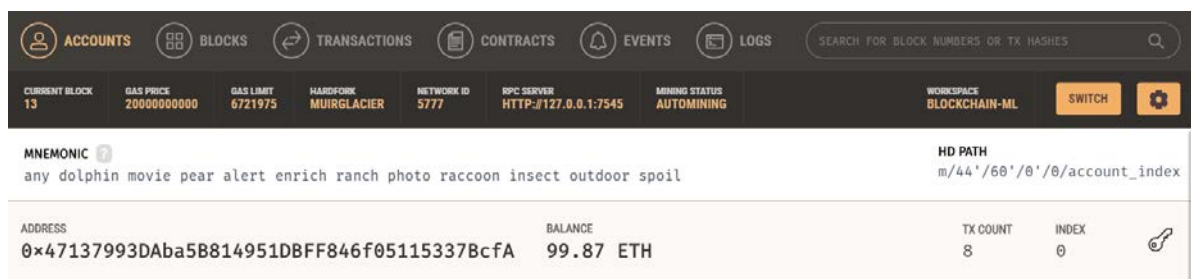 ACCOUNTS BLOCKS TRANSACTIONS CONTRACTS EVENTS LOGS SEARCH FOR BLOCK NUMBERS OR TX HASHES
CURRENT BLOCK GAS PRICE GAS LIMIT HARDFORK NETWORK ID RPC SERVER MINING STATUS WORKSPACE
13 20000000000 6721975 MUIRGLACIER 5777 HTTP://127.0.0.1:7545 AUTOMINING BLOCKCHAIN-ML SWITCH
MNEMONIC ? HD PATH
any dolphin movie pear alert enrich ranch photo raccoon insect outdoor spoil m/44'/60'/0'/0/account_index
ADDRESS BALANCE TX COUNT INDEX
0×47137993DAba5B814951DBFF846f05115337BcfA 99.87 ETH 8 0